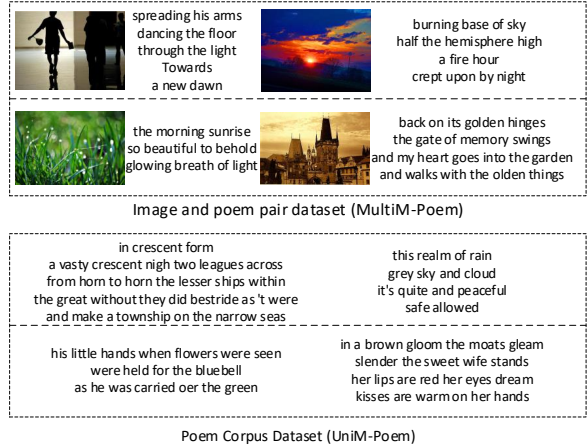 spreading his arms
dancing the floor
through the light
Towards
a new dawn
burning base of sky
half the hemisphere high
a fire hour
crept upon by night
the morning sunrise
so beautiful to behold
glowing breath of light
back on its golden hinges
the gate of memory swings
and my heart goes into the garden
and walks with the olden things
Image and poem pair dataset (MultiM-Poem)
in crescent form
a vasty crescent nigh two leagues across
from horn to horn the lesser ships within
the great without they did bestride as 't were
and make a township on the narrow seas
this realm of rain
grey sky and cloud
it's quite and peaceful
safe allowed
his little hands when flowers were seen
were held for the bluebell
as he was carried oer the green
in a brown gloom the moats gleam
slender the sweet wife stands
her lips are red her eyes dream
kisses are warm on her hands
Poem Corpus Dataset (UniM-Poem)